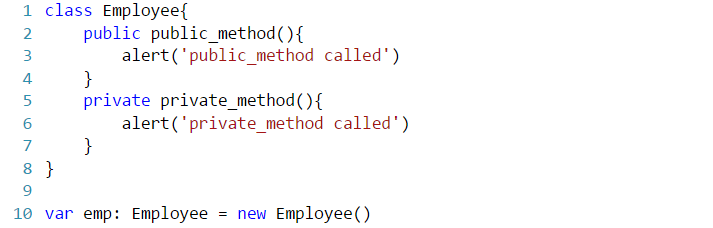 1 class Employee{
2     public public_method(){
3         alert('public_method called')
4     }
5     private private_method(){
6         alert('private_method called')
7     }
8 }
9
10 var emp: Employee = new Employee()